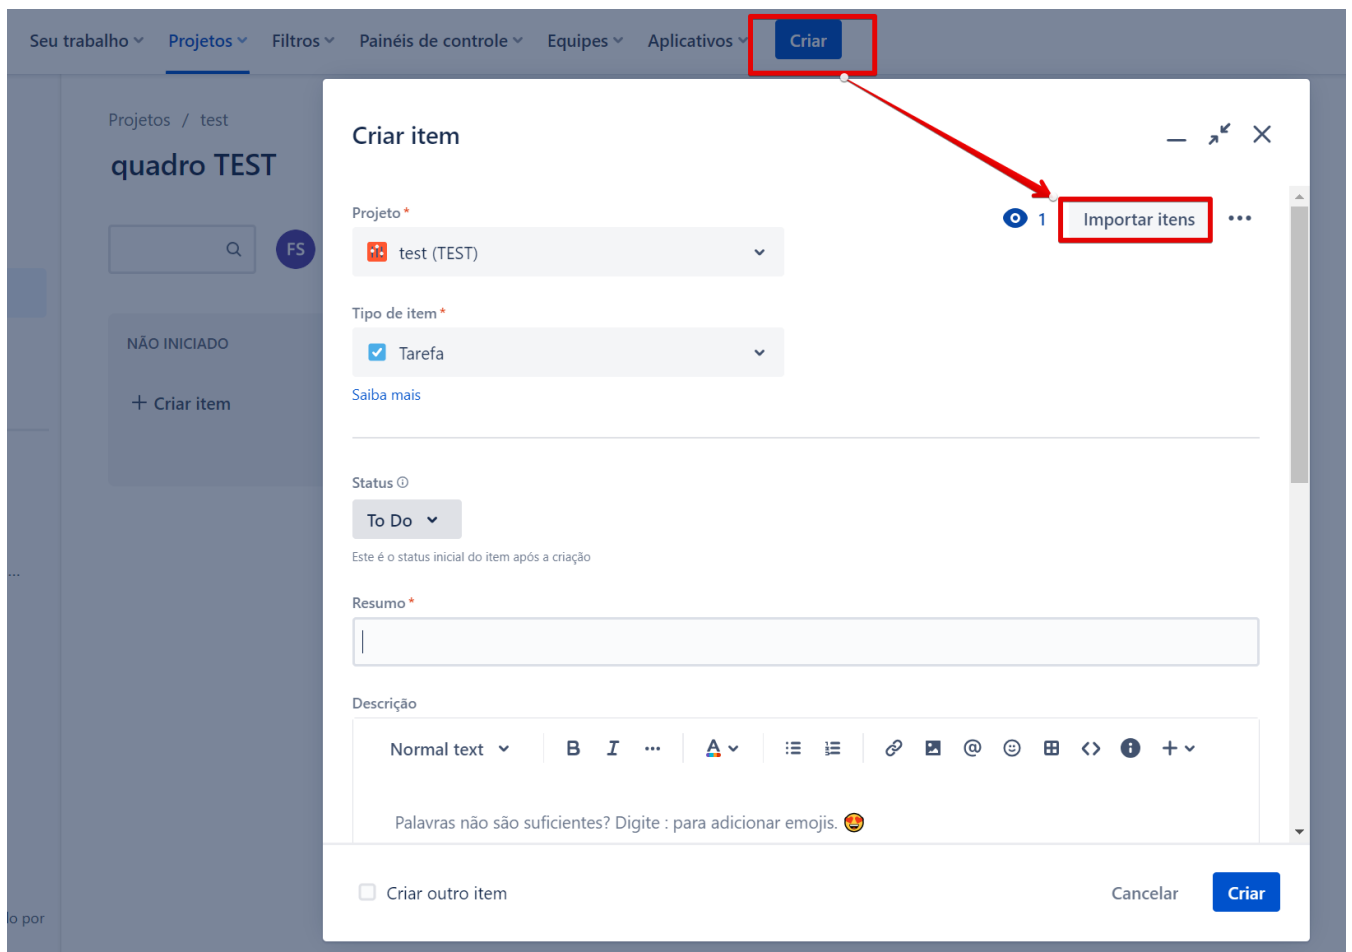 Seu trabalho Projetos Filtros Painéis de controle Equipes Aplicativos Criar
Projetos / test
quadro TEST
FS
NÃO INICIADO
+ Criar item
...
do por
Criar item
Projeto *
1 Importar itens ...
test (TEST)
Tipo de item *
Tarefa
Saiba mais
Status
To Do
Este é o status inicial do item após a criação
Resumo *
Descrição
Normal text B I ... A @ <> +
Palavras não são suficientes? Digite : para adicionar emojis. 😍
Criar outro item Cancelar Criar